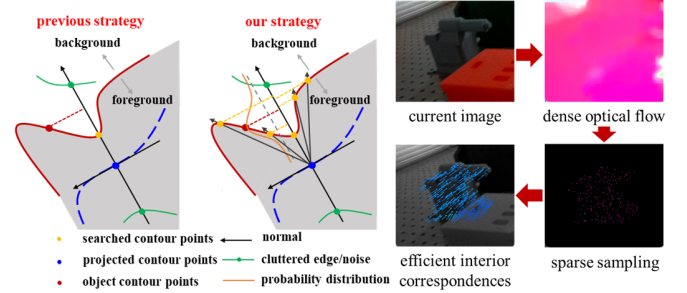 previous strategy
background
foreground
our strategy
background
foreground
searched contour points
projected contour points
object contour points
normal
cluttered edge/noise
probability distribution
current image
dense optical flow
efficient interior
correspondences
sparse sampling